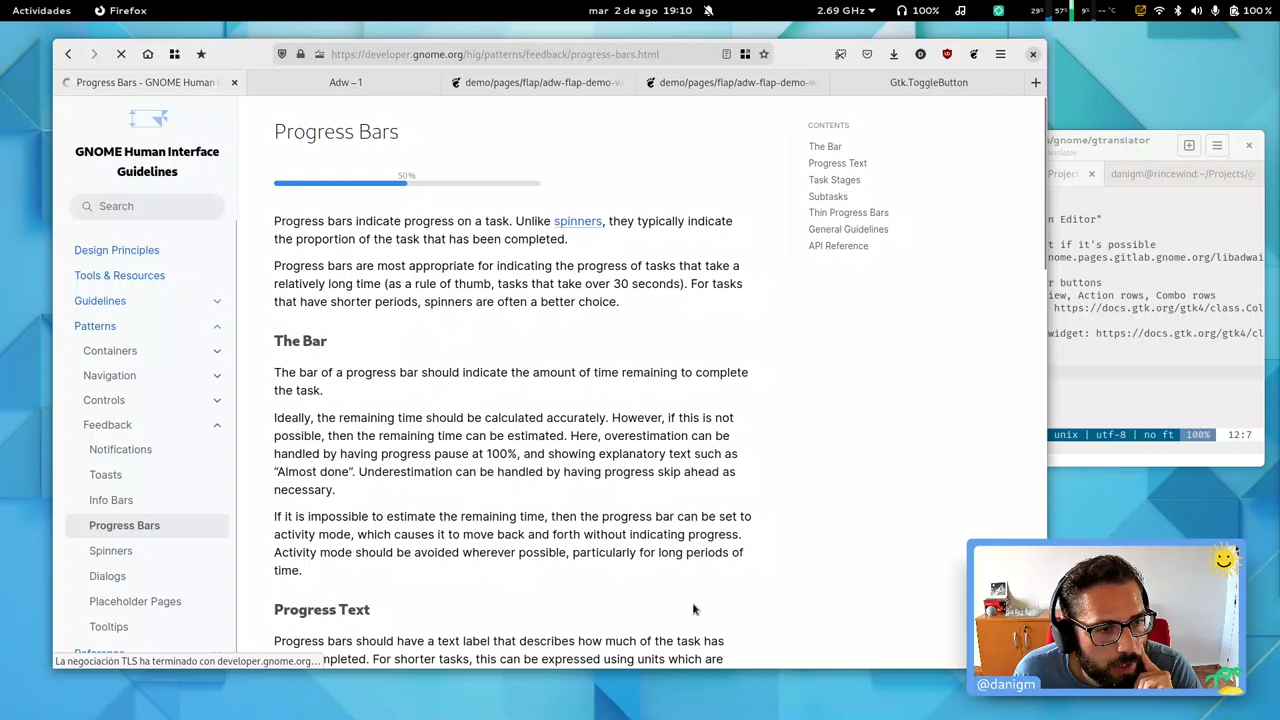 Actividades
Firefox
mar 2 de ago 19:10
2.69 GHz
100%
29%
57%
9%
-- °C
100 %
https://developer.gnome.org/hig/patterns/feedback/progress-bars.html
Progress Bars - GNOME Human I
Adw – 1
demo/pages/flap/adw-flap-demo-w
demo/pages/flap/adw-flap-demo-w
Gtk.ToggleButton
GNOME Human Interface
Guidelines
Search
Design Principles
Tools & Resources
Guidelines
Patterns
Containers
Navigation
Controls
Feedback
Notifications
Toasts
Info Bars
Progress Bars
Spinners
Dialogs
Placeholder Pages
Tooltips
Reference
La negociación TLS ha terminado con developer.gnome.org…
Progress Bars
50%
Progress bars indicate progress on a task. Unlike spinners, they typically indicate
the proportion of the task that has been completed.
Progress bars are most appropriate for indicating the progress of tasks that take a
relatively long time (as a rule of thumb, tasks that take over 30 seconds). For tasks
that have shorter periods, spinners are often a better choice.
The Bar
The bar of a progress bar should indicate the amount of time remaining to complete
the task.
Ideally, the remaining time should be calculated accurately. However, if this is not
possible, then the remaining time can be estimated. Here, overestimation can be
handled by having progress pause at 100%, and showing explanatory text such as
“Almost done”. Underestimation can be handled by having progress skip ahead as
necessary.
If it is impossible to estimate the remaining time, then the progress bar can be set to
activity mode, which causes it to move back and forth without indicating progress.
Activity mode should be avoided wherever possible, particularly for long periods of
time.
Progress Text
Progress bars should have a text label that describes how much of the task has
mpleted. For shorter tasks, this can be expressed using units which are
CONTENTS
The Bar
Progress Text
Task Stages
Subtasks
Thin Progress Bars
General Guidelines
API Reference
s/gnome/gtranslator
nslator
Project
danigm@rincewind:~/Projects/g
n Editor"
t if it's possible
nome.pages.gitlab.gnome.org/libadwai
r buttons
iew, Action rows, Combo rows
https://docs.gtk.org/gtk4/class.Col
widget: https://docs.gtk.org/gtk4/cl
unix | utf-8 | no ft
100%
12:7
@danigm